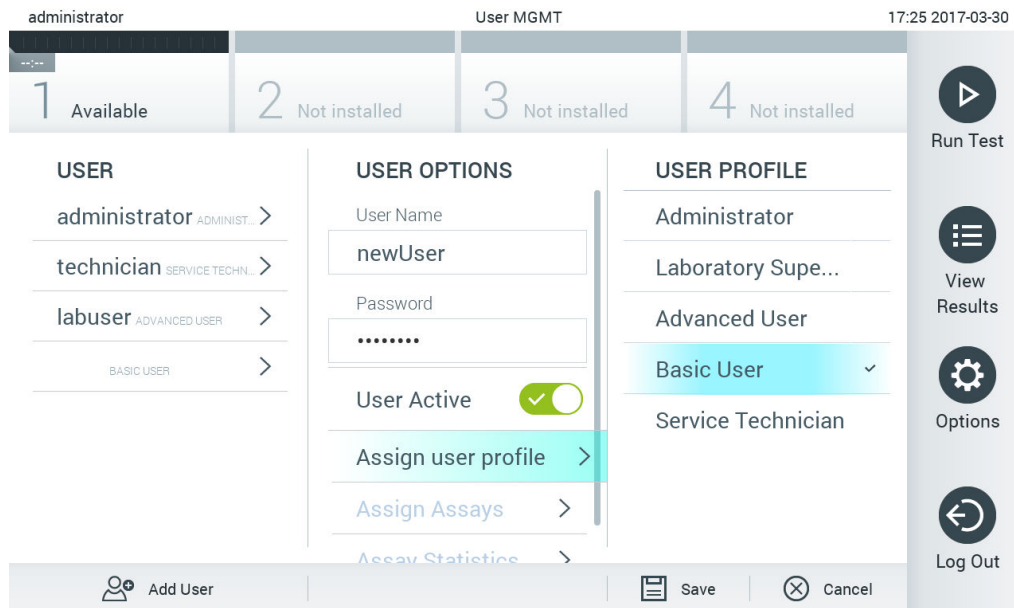 administrator User MGMT 17:25 2017-03-30
--:--
1 Available 2 Not installed 3 Not installed 4 Not installed
Run Test
USER
administrator ADMINIST...
technician SERVICE TECHN...
labuser ADVANCED USER
BASIC USER
USER OPTIONS
User Name
newUser
Password
••••••••
User Active
Assign user profile
Assign Assays
Assay Statistics
USER PROFILE
Administrator
Laboratory Supe...
Advanced User
Basic User
Service Technician
View
Results
Options
Log Out
Add User Save Cancel